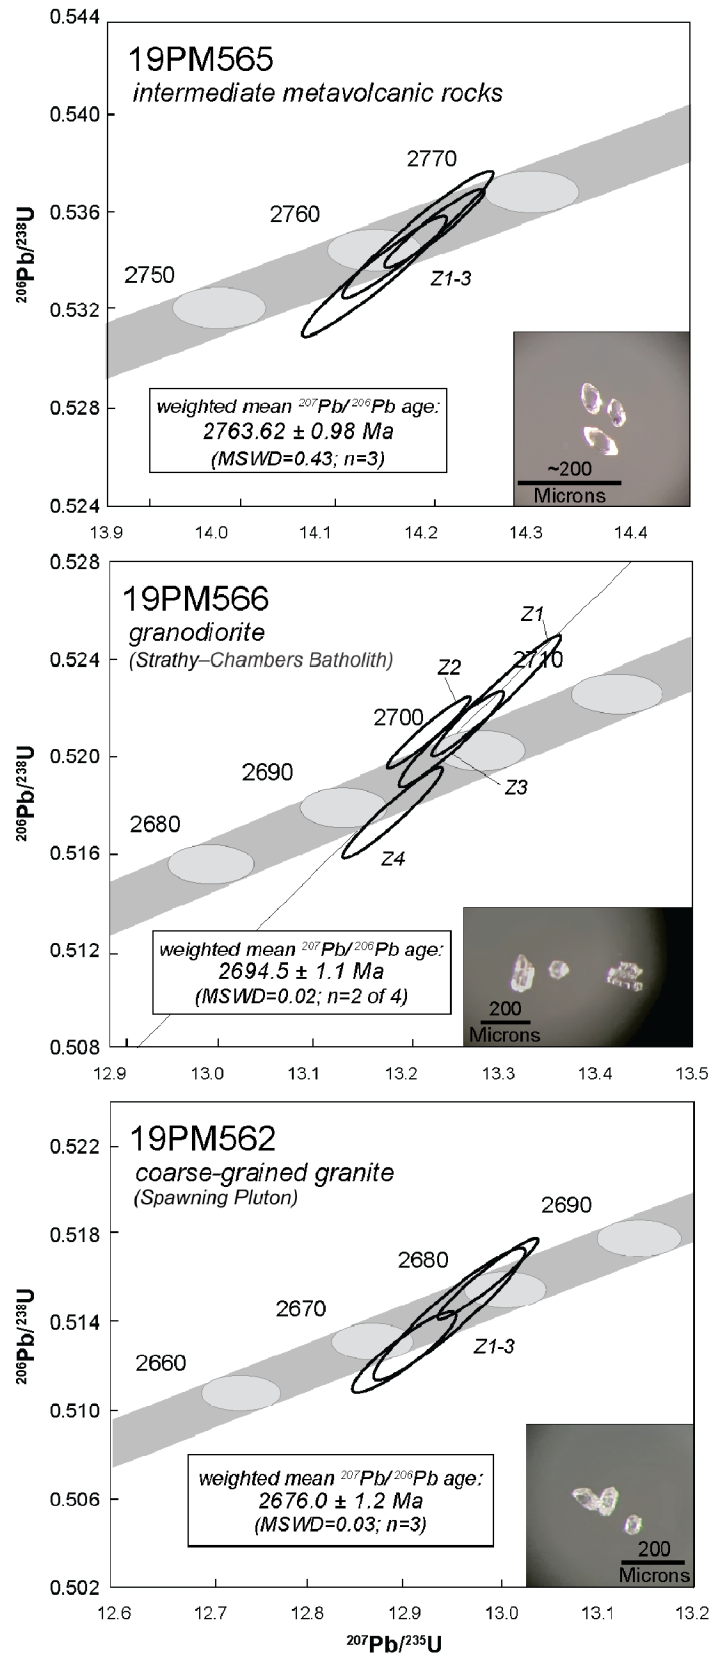 0.544
19PM565
intermediate metavolcanic rocks
0.540
2770
0.536
2760
²⁰⁶Pb/²³⁸U
Z1-3
2750
0.532
weighted mean ²⁰⁷Pb/²⁰⁶Pb age:
0.528
2763.62 ± 0.98 Ma
(MSWD=0.43; n=3)
~200
Microns
0.524
13.9 14.0 14.1 14.2 14.3 14.4
0.528
19PM566
granodiorite
(Strathy–Chambers Batholith)
Z1
0.524
2710
Z2
2700
0.520
2690
Z3
²⁰⁶Pb/²³⁸U
2680
Z4
0.516
weighted mean ²⁰⁷Pb/²⁰⁶Pb age:
0.512
2694.5 ± 1.1 Ma
(MSWD=0.02; n=2 of 4)
200
Microns
0.508
12.9 13.0 13.1 13.2 13.3 13.4 13.5
19PM562
0.522
coarse-grained granite
(Spawning Pluton)
2690
0.518
2680
2670
0.514
²⁰⁶Pb/²³⁸U
Z1-3
2660
0.510
weighted mean ²⁰⁷Pb/²⁰⁶Pb age:
0.506
2676.0 ± 1.2 Ma
(MSWD=0.03; n=3)
200
Microns
0.502
12.6 12.7 12.8 12.9 13.0 13.1 13.2
²⁰⁷Pb/²³⁵U